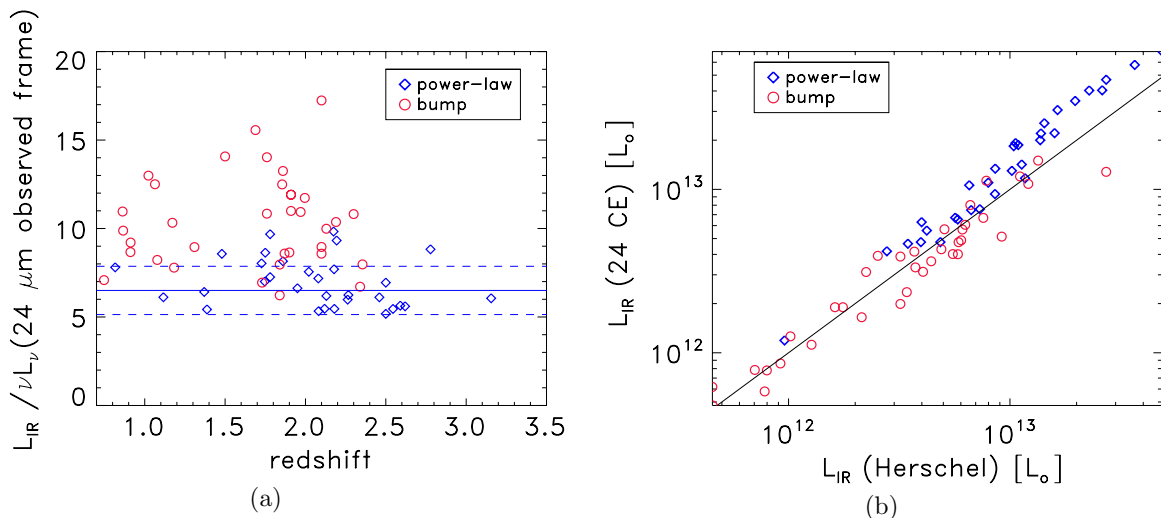 L_IR / νL_ν(24 μm observed frame)
20
15
10
5
0
power-law
bump
1.0 1.5 2.0 2.5 3.0 3.5
redshift
(a)
L_IR (24 CE) [L_o]
10^13
10^12
power-law
bump
10^12 10^13
L_IR (Herschel) [L_o]
(b)